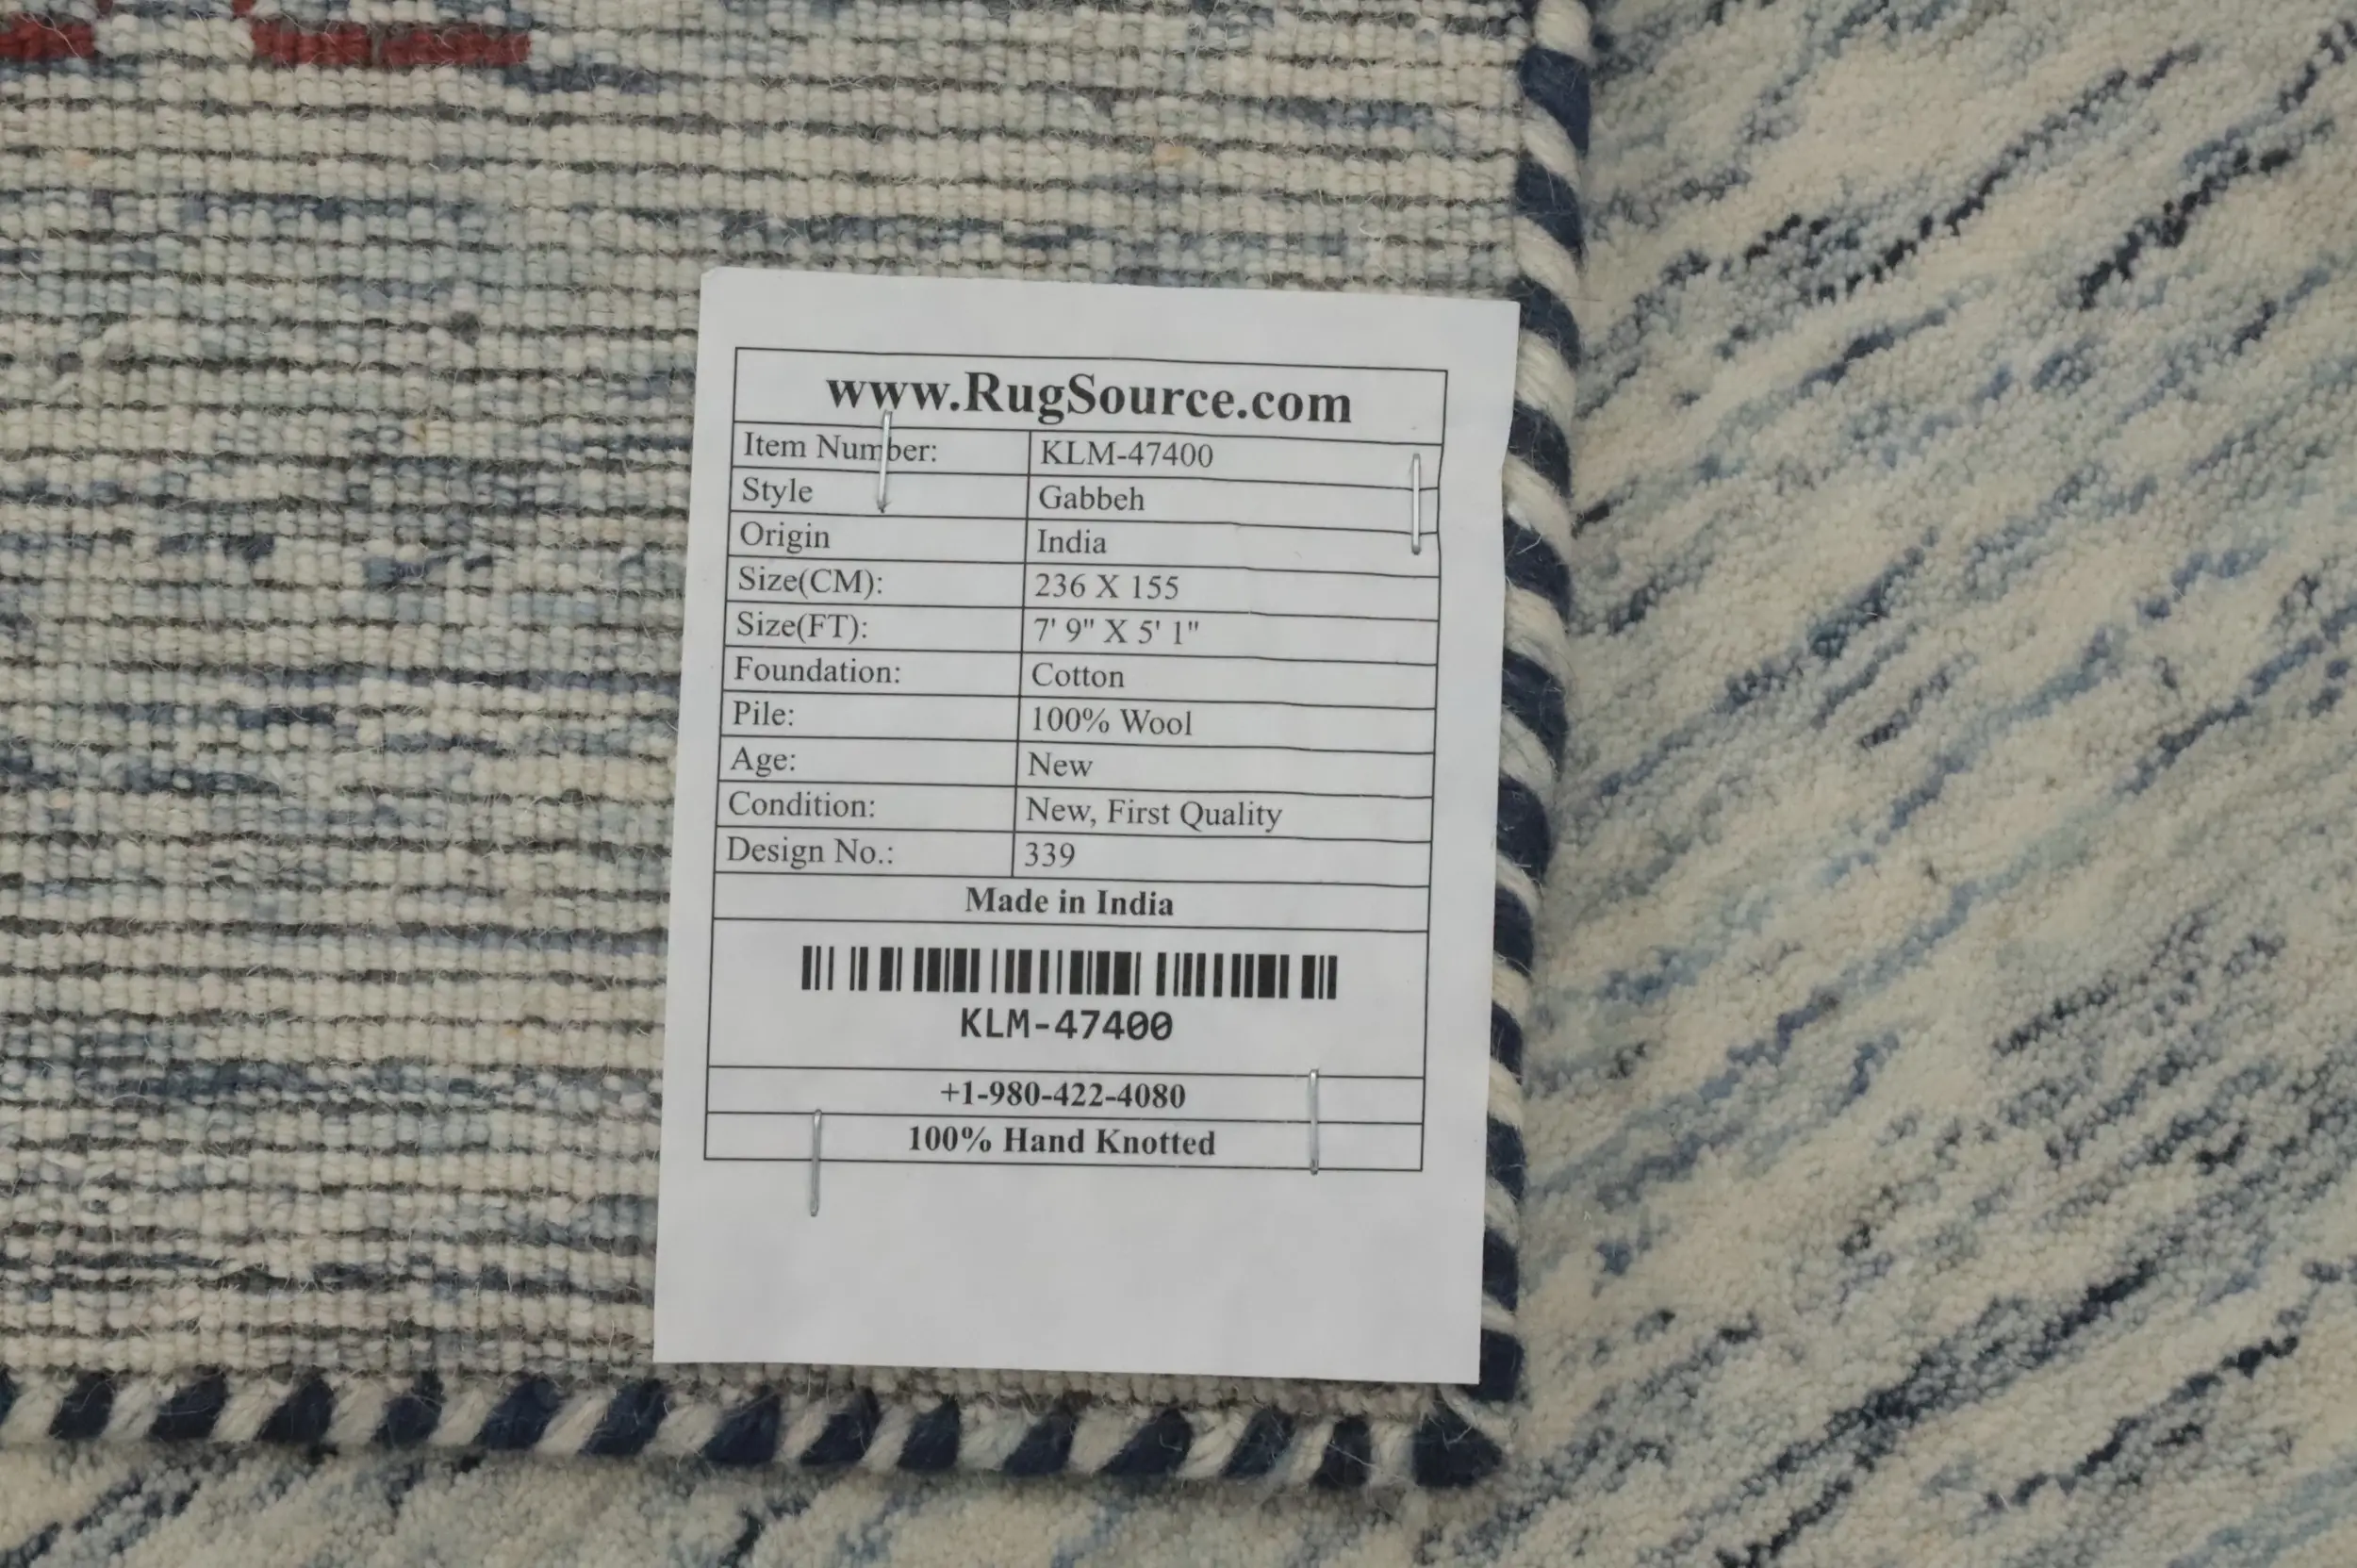 www.RugSource.com
Item Number: KLM-47400
Style Gabbeh
Origin India
Size(CM): 236 X 155
Size(FT): 7' 9" X 5' 1"
Foundation: Cotton
Pile: 100% Wool
Age: New
Condition: New, First Quality
Design No.: 339
Made in India
KLM-47400
+1-980-422-4080
100% Hand Knotted